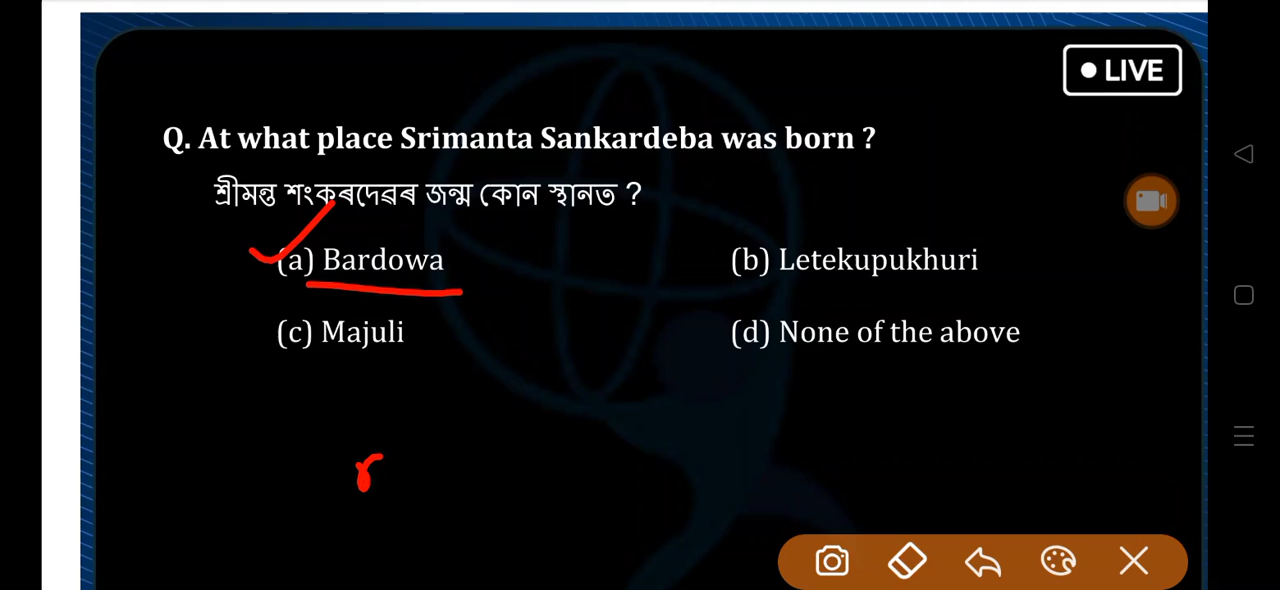 LIVE
Q. At what place Srimanta Sankardeba was born ?
শ্ৰীমন্ত শংকৰদেৱৰ জন্ম কোন স্থানত ?
(a) Bardowa
(b) Letekupukhuri
(c) Majuli
(d) None of the above